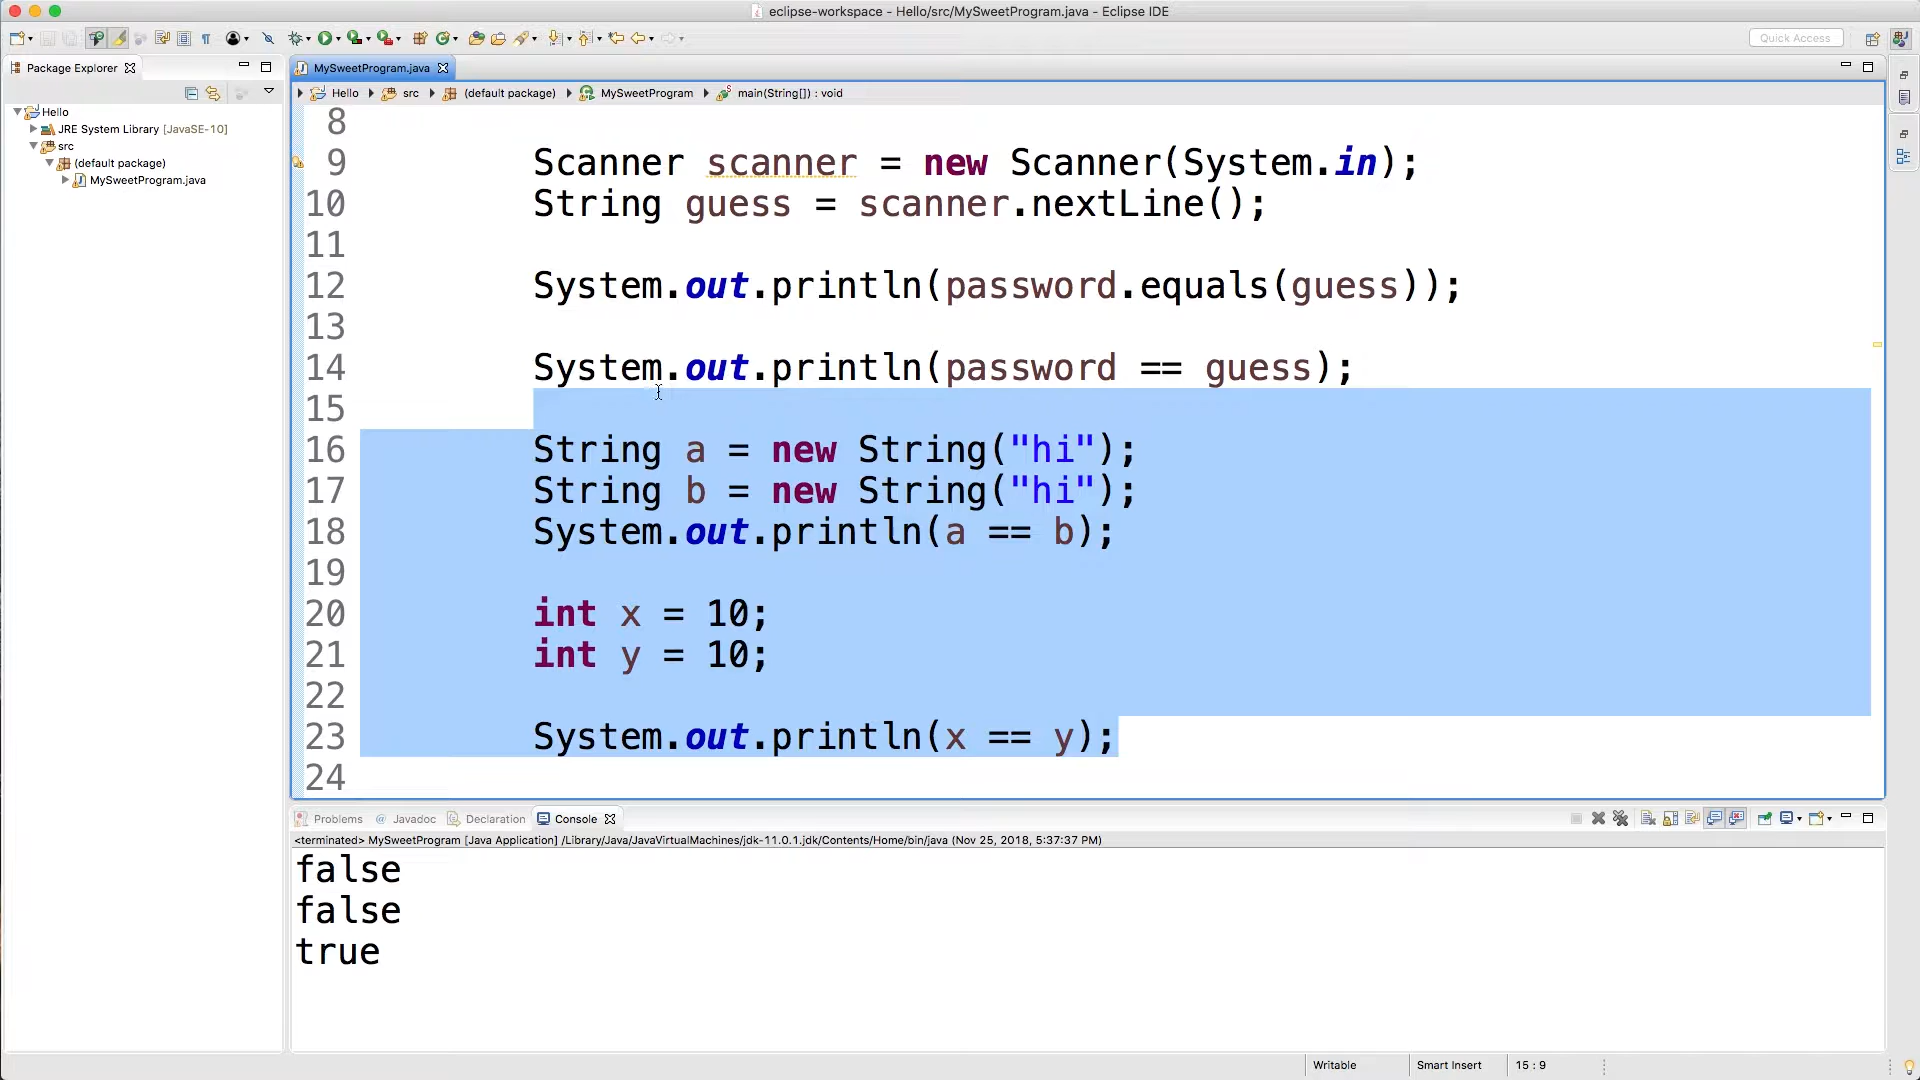 eclipse-workspace - Hello/src/MySweetProgram.java - Eclipse IDE
Quick Access
Package Explorer
MySweetProgram.java
Hello
src
(default package)
MySweetProgram
main(String[]) : void
Hello
JRE System Library [JavaSE-10]
src
(default package)
MySweetProgram.java
8
9 Scanner scanner = new Scanner(System.in);
10 String guess = scanner.nextLine();
11
12 System.out.println(password.equals(guess));
13
14 System.out.println(password == guess);
15
16 String a = new String("hi");
17 String b = new String("hi");
18 System.out.println(a == b);
19
20 int x = 10;
21 int y = 10;
22
23 System.out.println(x == y);
24
Problems @ Javadoc Declaration Console
<terminated> MySweetProgram [Java Application] /Library/Java/JavaVirtualMachines/jdk-11.0.1.jdk/Contents/Home/bin/java (Nov 25, 2018, 5:37:37 PM)
false
false
true
Writable Smart Insert 15 : 9